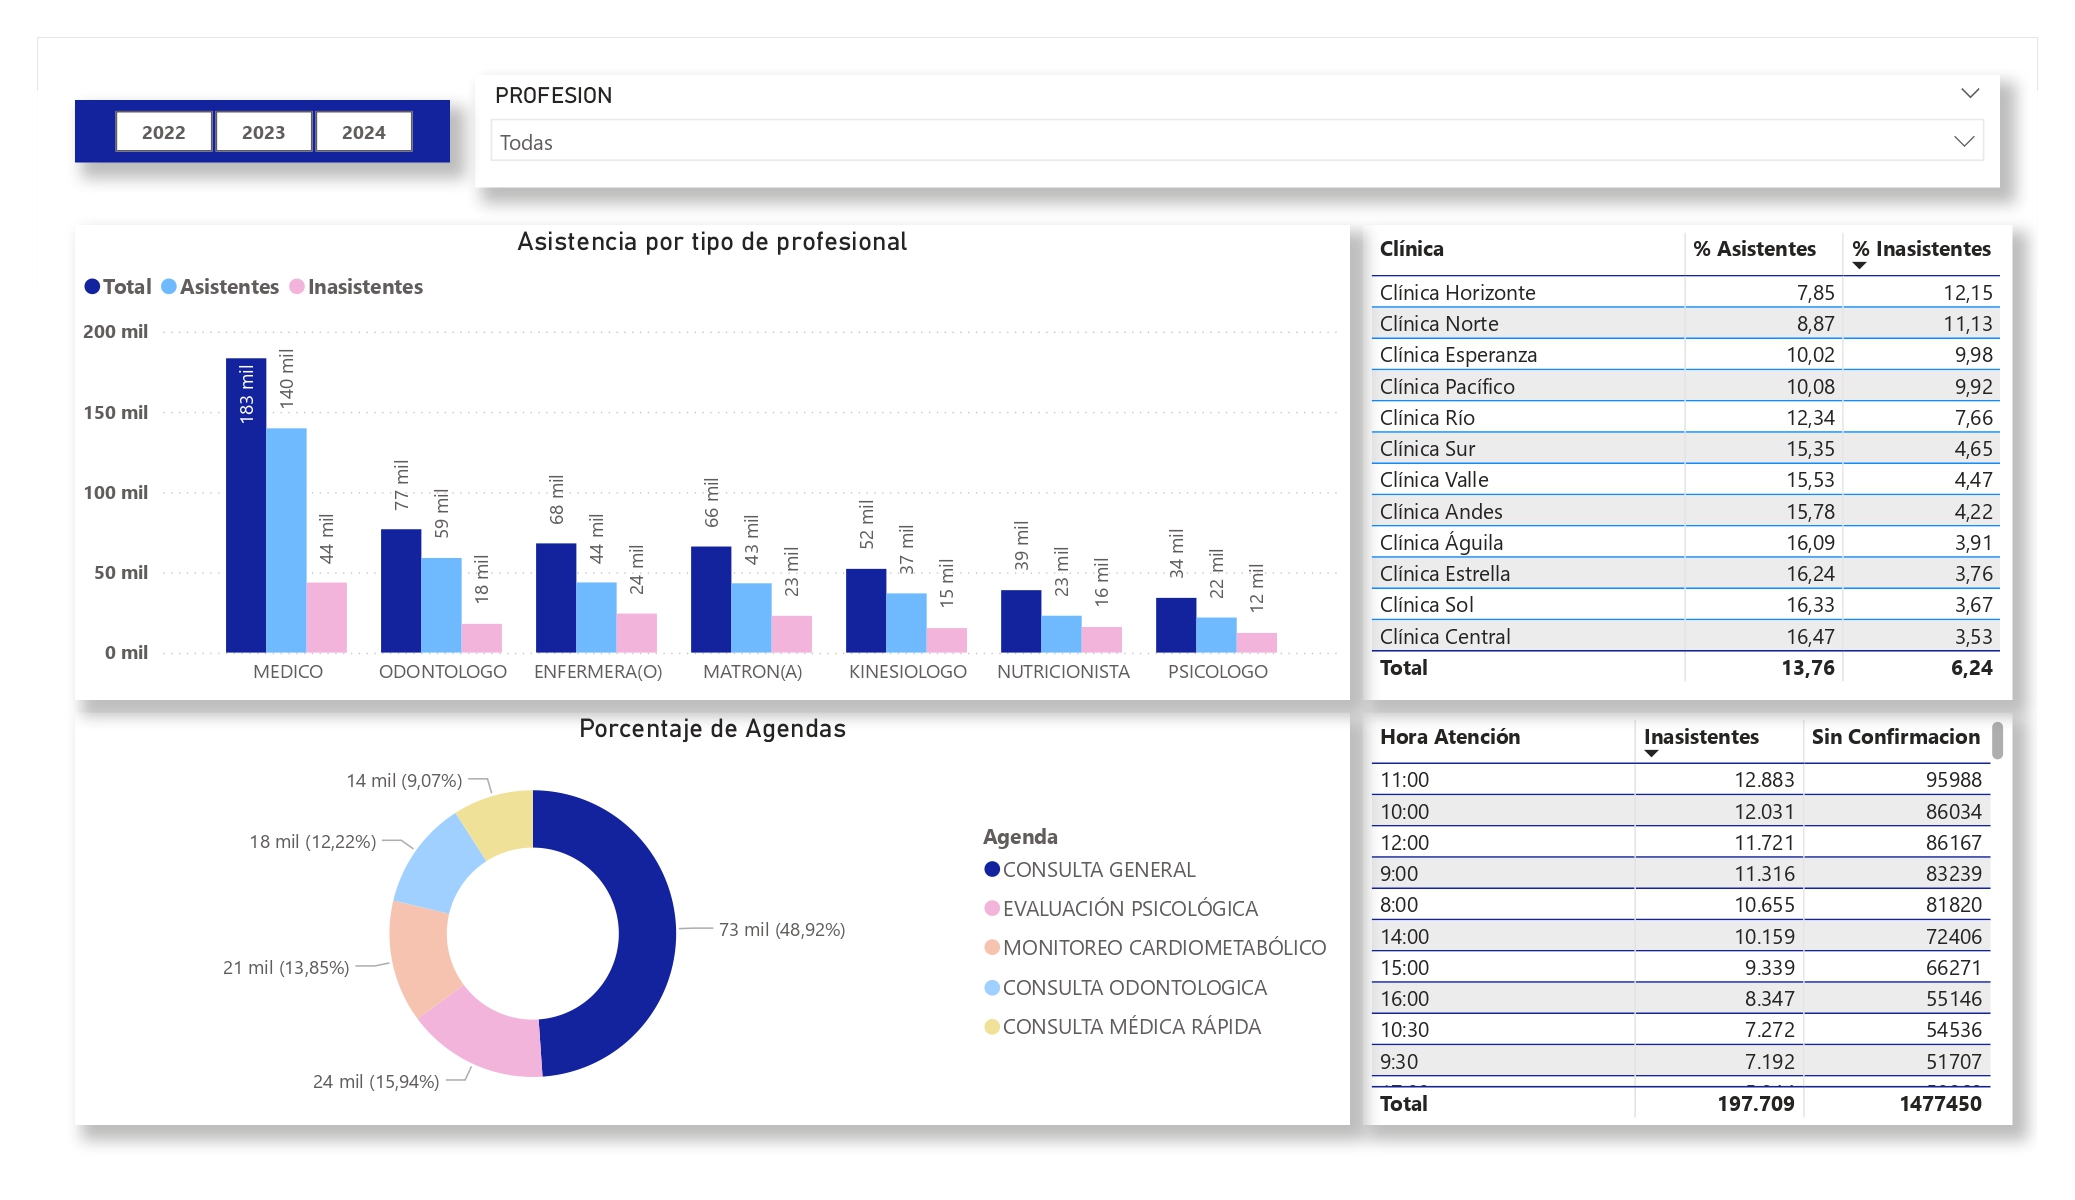 2022 2023 2024
PROFESION
Todas
Asistencia por tipo de profesional
Total Asistentes Inasistentes
200 mil
150 mil
100 mil
50 mil
0 mil
183 mil 140 mil 44 mil
77 mil 59 mil 18 mil
68 mil 44 mil 24 mil
66 mil 43 mil 23 mil
52 mil 37 mil 15 mil
39 mil 23 mil 16 mil
34 mil 22 mil 12 mil
MEDICO ODONTOLOGO ENFERMERA(O) MATRON(A) KINESIOLOGO NUTRICIONISTA PSICOLOGO
Clínica % Asistentes % Inasistentes
Clínica Horizonte 7,85 12,15
Clínica Norte 8,87 11,13
Clínica Esperanza 10,02 9,98
Clínica Pacífico 10,08 9,92
Clínica Río 12,34 7,66
Clínica Sur 15,35 4,65
Clínica Valle 15,53 4,47
Clínica Andes 15,78 4,22
Clínica Águila 16,09 3,91
Clínica Estrella 16,24 3,76
Clínica Sol 16,33 3,67
Clínica Central 16,47 3,53
Total 13,76 6,24
Porcentaje de Agendas
14 mil (9,07%)
18 mil (12,22%)
73 mil (48,92%)
21 mil (13,85%)
24 mil (15,94%)
Agenda
CONSULTA GENERAL
EVALUACIÓN PSICOLÓGICA
MONITOREO CARDIOMETABÓLICO
CONSULTA ODONTOLOGICA
CONSULTA MÉDICA RÁPIDA
Hora Atención Inasistentes Sin Confirmacion
11:00 12.883 95988
10:00 12.031 86034
12:00 11.721 86167
9:00 11.316 83239
8:00 10.655 81820
14:00 10.159 72406
15:00 9.339 66271
16:00 8.347 55146
10:30 7.272 54536
9:30 7.192 51707
Total 197.709 1477450